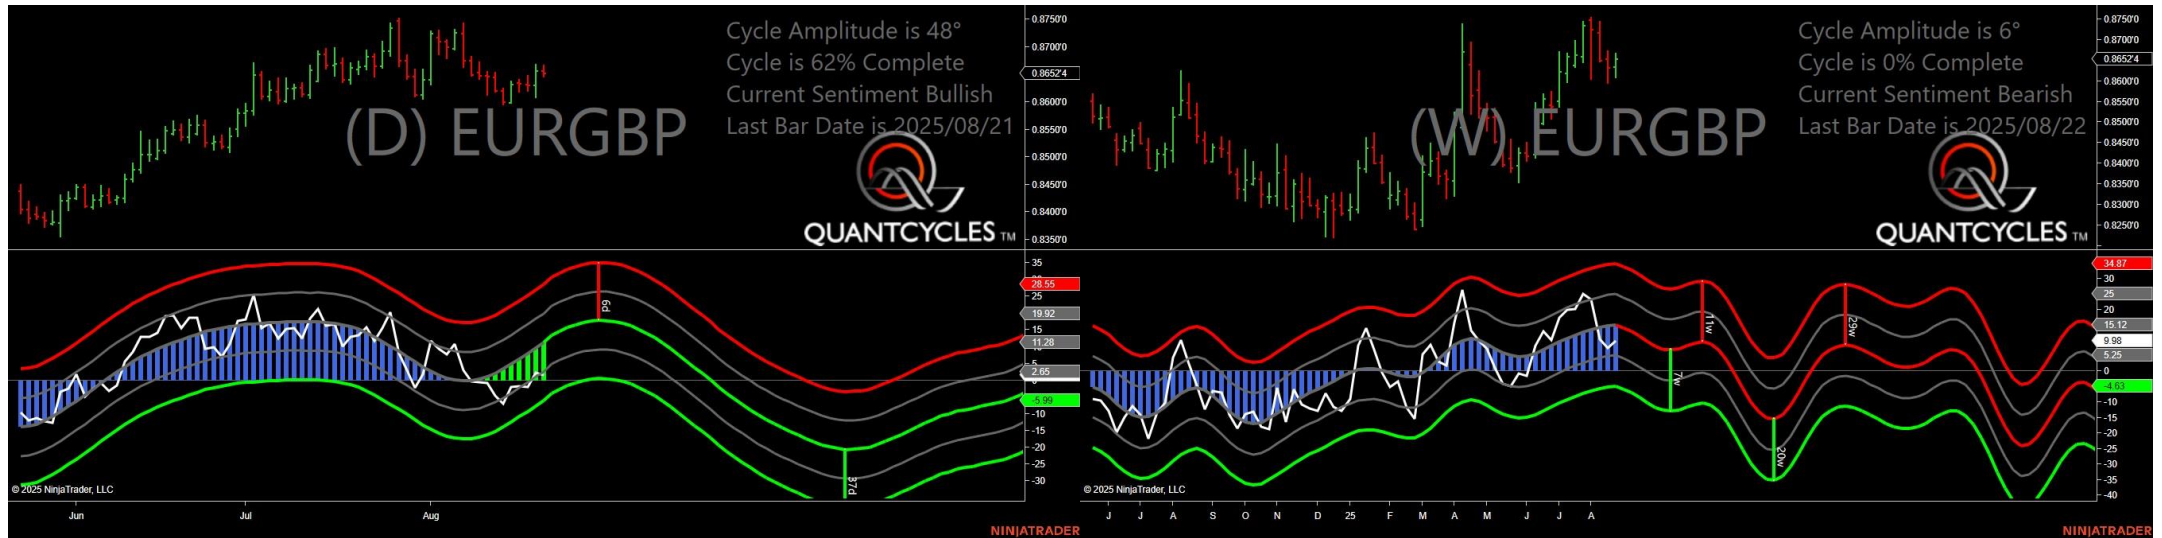 Cycle Amplitude is 48°
Cycle is 62% Complete
Current Sentiment Bullish
Last Bar Date is 2025/08/21
(D) EURGBP
QUANTCYCLES TM
0.8750'0
0.8700'0
0.8652'4
0.8600'0
0.8550'0
0.8500'0
0.8450'0
0.8400'0
0.8350'0
35
28.55
25
19.92
15
11.28
5
2.65
-5.99
-10
-15
-20
-25
-30
6d
37d
© 2025 NinjaTrader, LLC
Jun Jul Aug
NINJATRADER
Cycle Amplitude is 6°
Cycle is 0% Complete
Current Sentiment Bearish
Last Bar Date is 2025/08/22
(W) EURGBP
QUANTCYCLES TM
0.8750'0
0.8700'0
0.8652'4
0.8600'0
0.8550'0
0.8500'0
0.8450'0
0.8400'0
0.8350'0
0.8300'0
0.8250'0
34.87
30
25
20
15.12
9.98
5.25
0
-4.63
-10
-15
-20
-25
-30
-35
-40
7w
11w
20w
29w
© 2025 NinjaTrader, LLC
J J A S O N D 25 F M A M J J A
NINJATRADER